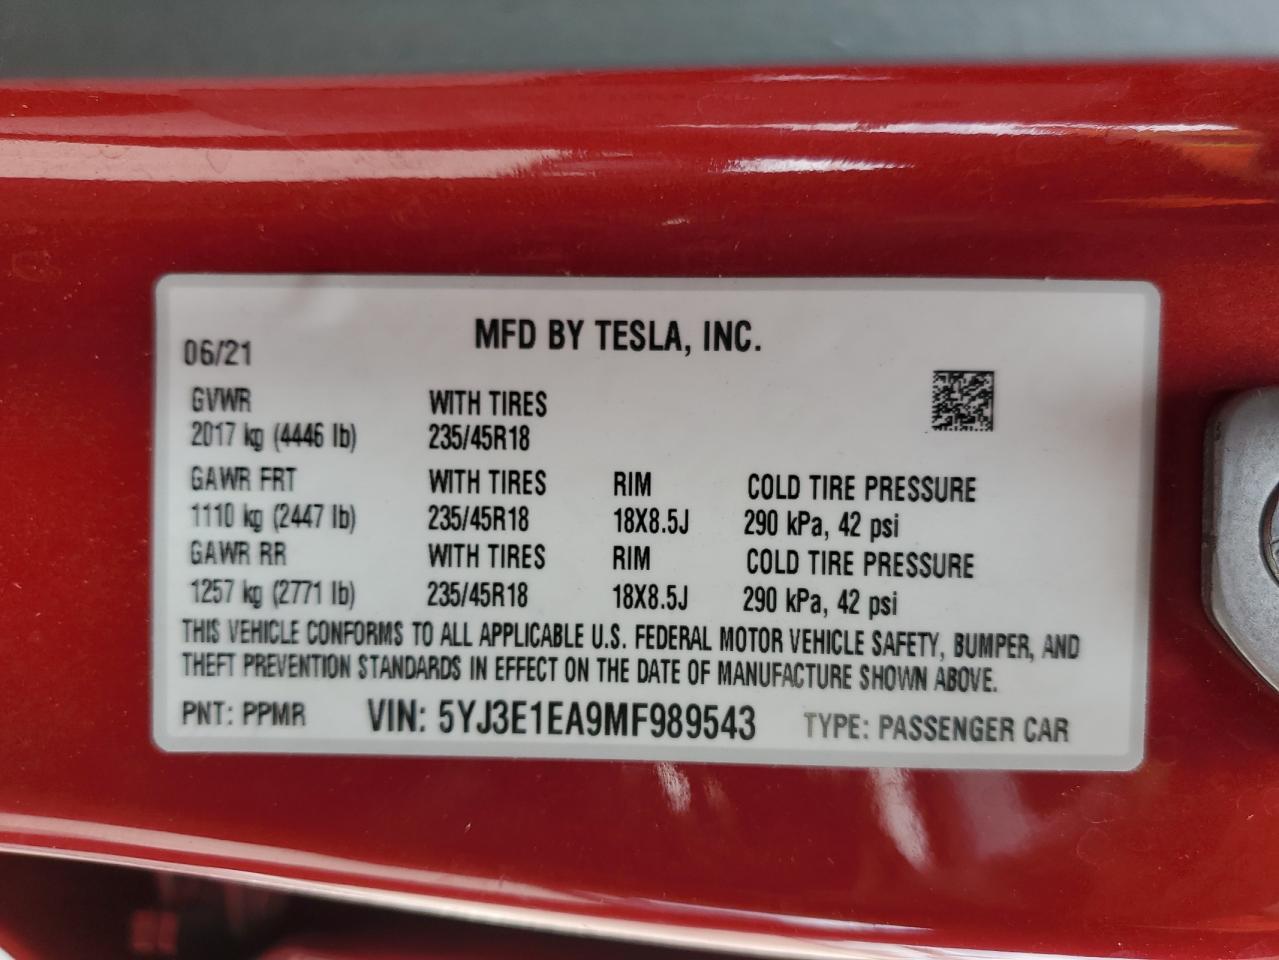 MFD BY TESLA, INC.
06/21
GVWR WITH TIRES
2017 kg (4446 lb) 235/45R18
GAWR FRT WITH TIRES RIM COLD TIRE PRESSURE
1110 kg (2447 lb) 235/45R18 18X8.5J 290 kPa, 42 psi
GAWR RR WITH TIRES RIM COLD TIRE PRESSURE
1257 kg (2771 lb) 235/45R18 18X8.5J 290 kPa, 42 psi
THIS VEHICLE CONFORMS TO ALL APPLICABLE U.S. FEDERAL MOTOR VEHICLE SAFETY, BUMPER, AND
THEFT PREVENTION STANDARDS IN EFFECT ON THE DATE OF MANUFACTURE SHOWN ABOVE.
PNT: PPMR VIN: 5YJ3E1EA9MF989543 TYPE: PASSENGER CAR